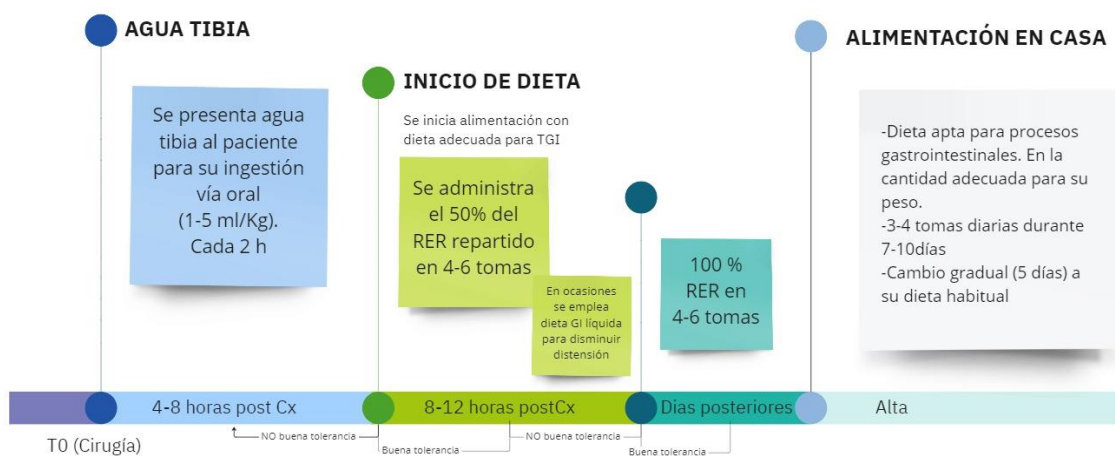 AGUA TIBIA
Se presenta agua
tibia al paciente
para su ingestión
vía oral
(1-5 ml/Kg).
Cada 2 h
INICIO DE DIETA
Se inicia alimentación con
dieta adecuada para TGI
Se administra
el 50% del
RER repartido
en 4-6 tomas
En ocasiones
se emplea
dieta GI líquida
para disminuir
distensión
100 %
RER en
4-6 tomas
ALIMENTACIÓN EN CASA
-Dieta apta para procesos
gastrointestinales. En la
cantidad adecuada para su
peso.
-3-4 tomas diarias durante
7-10días
-Cambio gradual (5 días) a
su dieta habitual
4-8 horas post Cx
8-12 horas postCx
Dias posteriores
Alta
T0 (Cirugía)
NO buena tolerancia
Buena tolerancia
NO buena tolerancia
Buena tolerancia